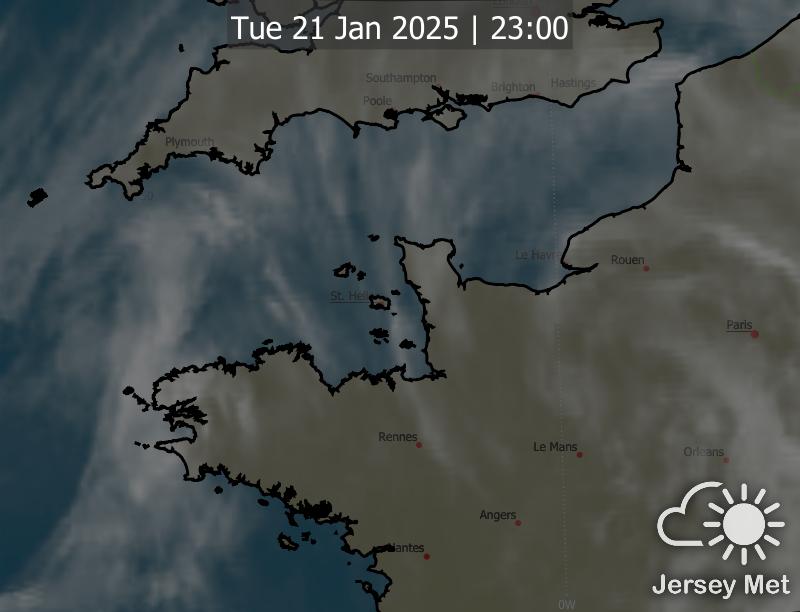 Tue 21 Jan 2025 | 23:00
Southampton
Brighton
Hastings
Poole
Plymouth
Le Havre
Rouen
St. Helier
Paris
Rennes
Le Mans
Orleans
Angers
Nantes
Jersey Met
0W